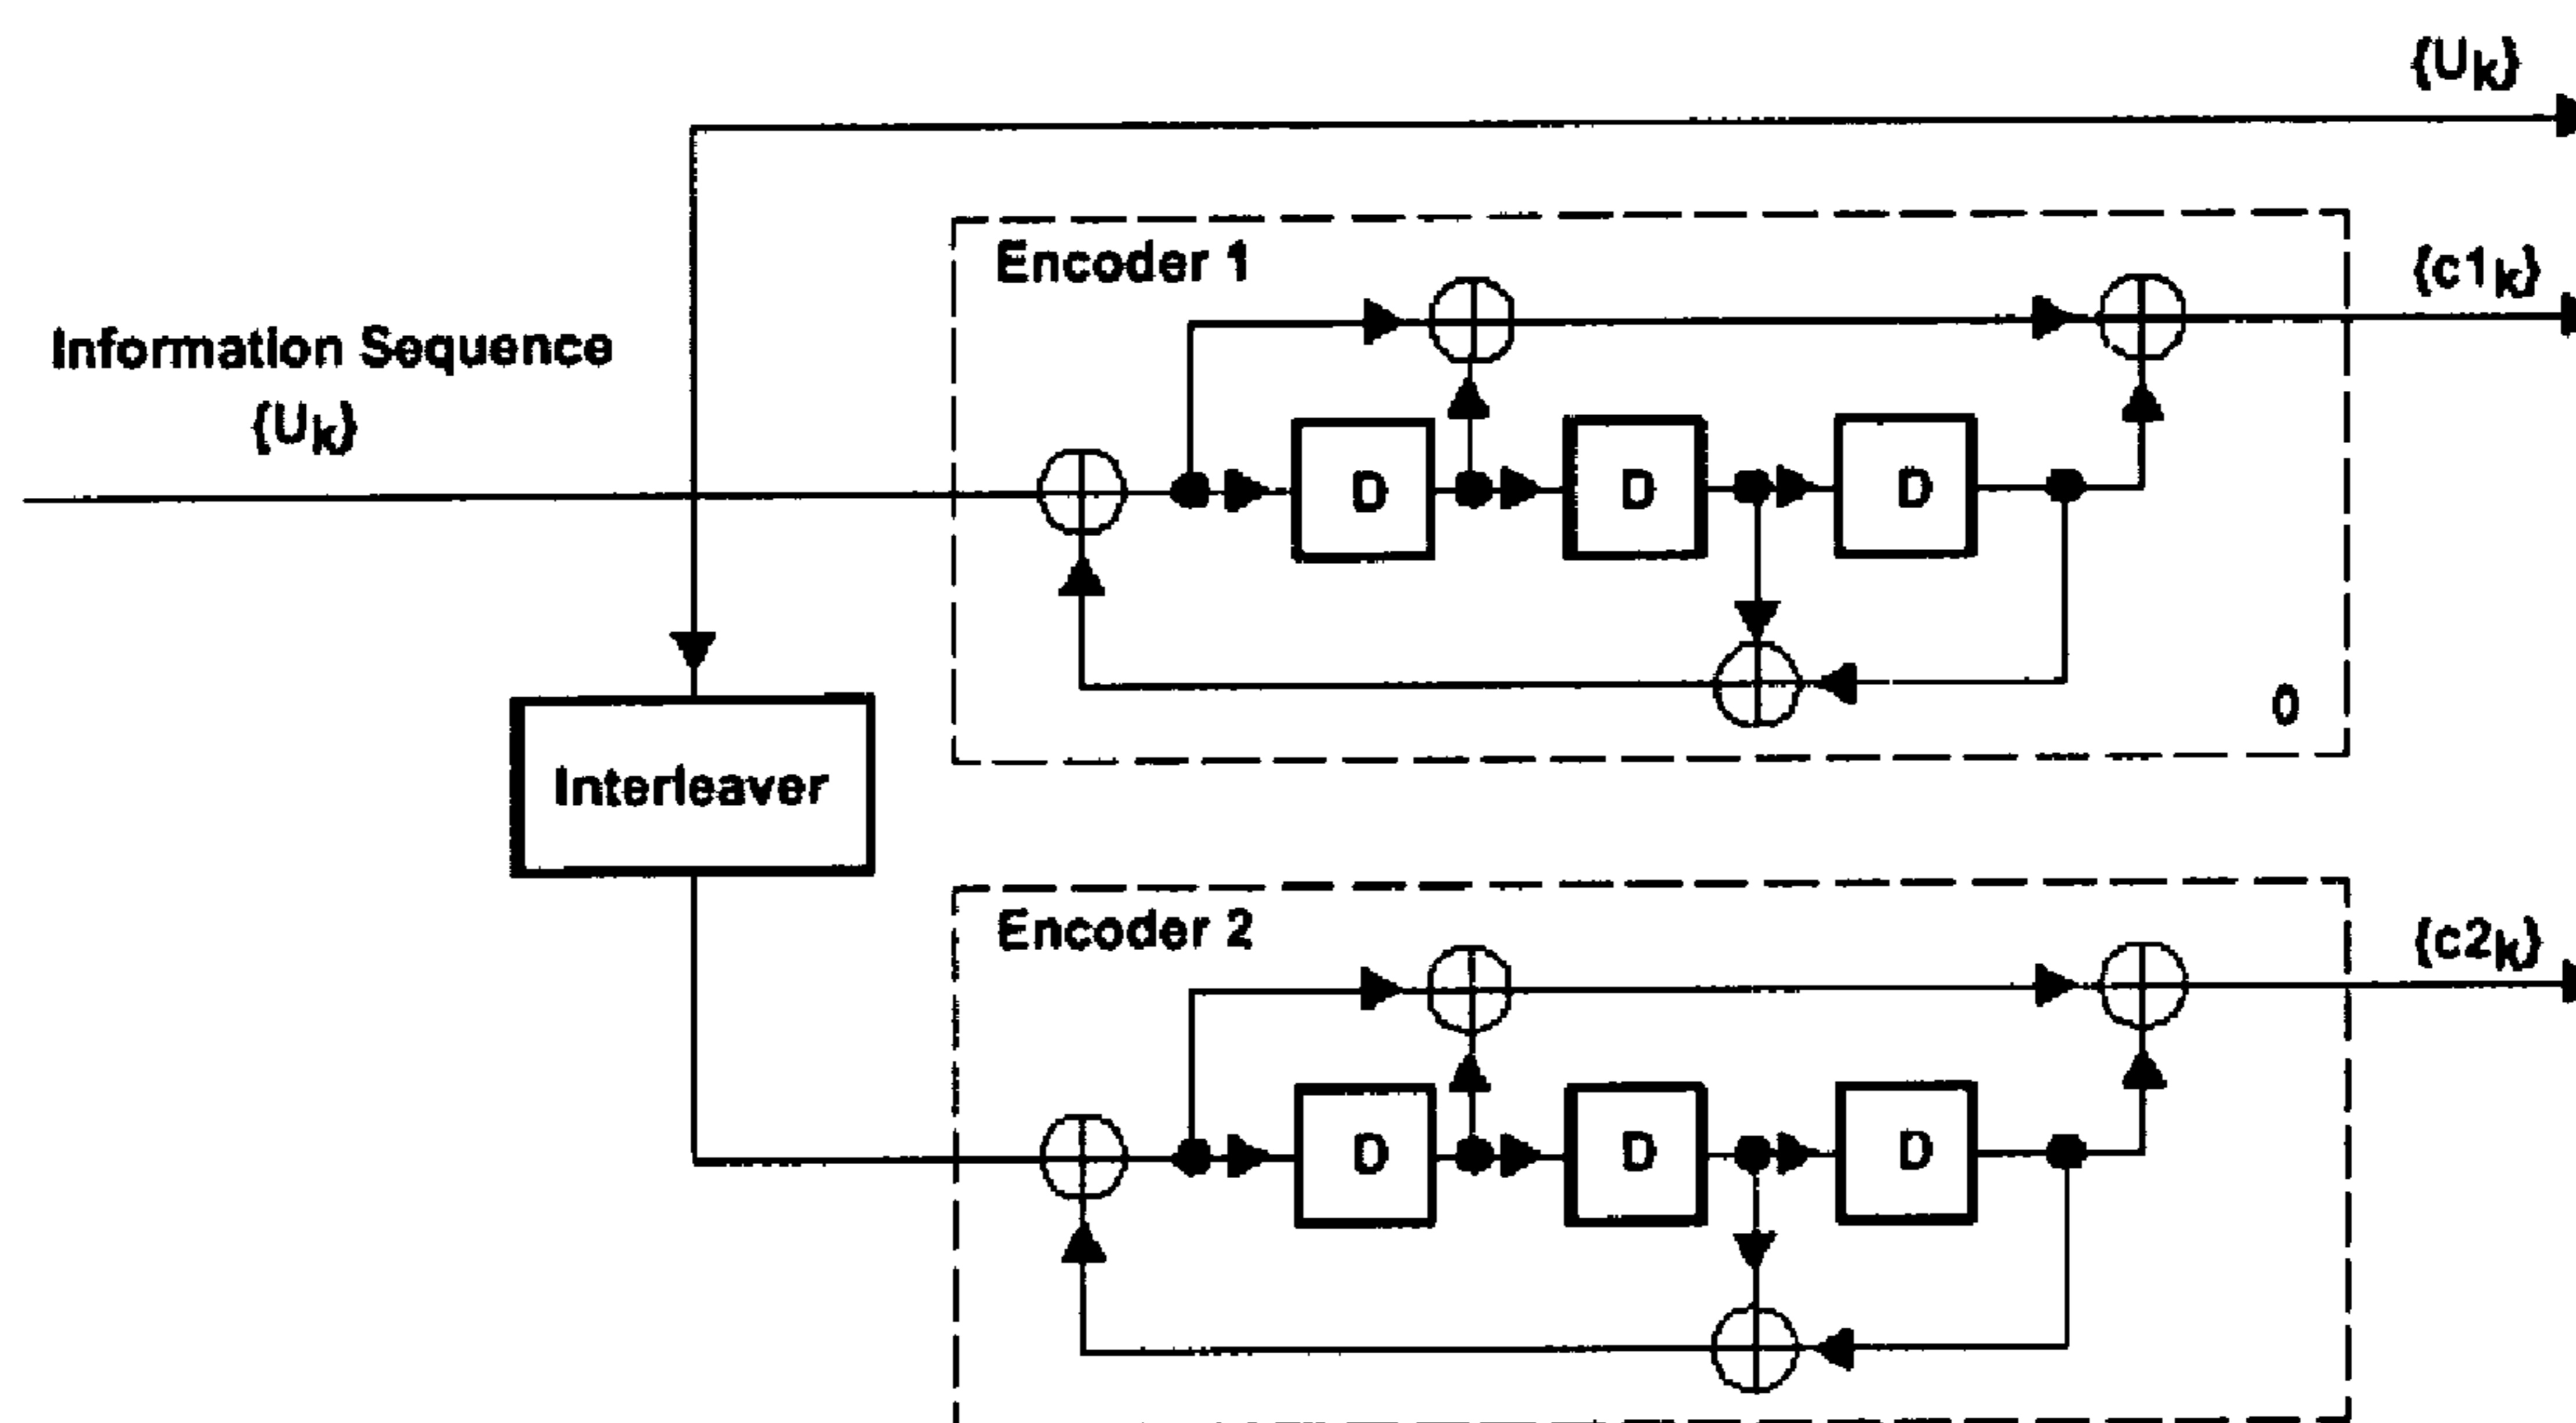 {Uk}
Encoder 1
{c1k}
Information Sequence
{Uk}
D D D
0
Interleaver
Encoder 2
{c2k}
D D D